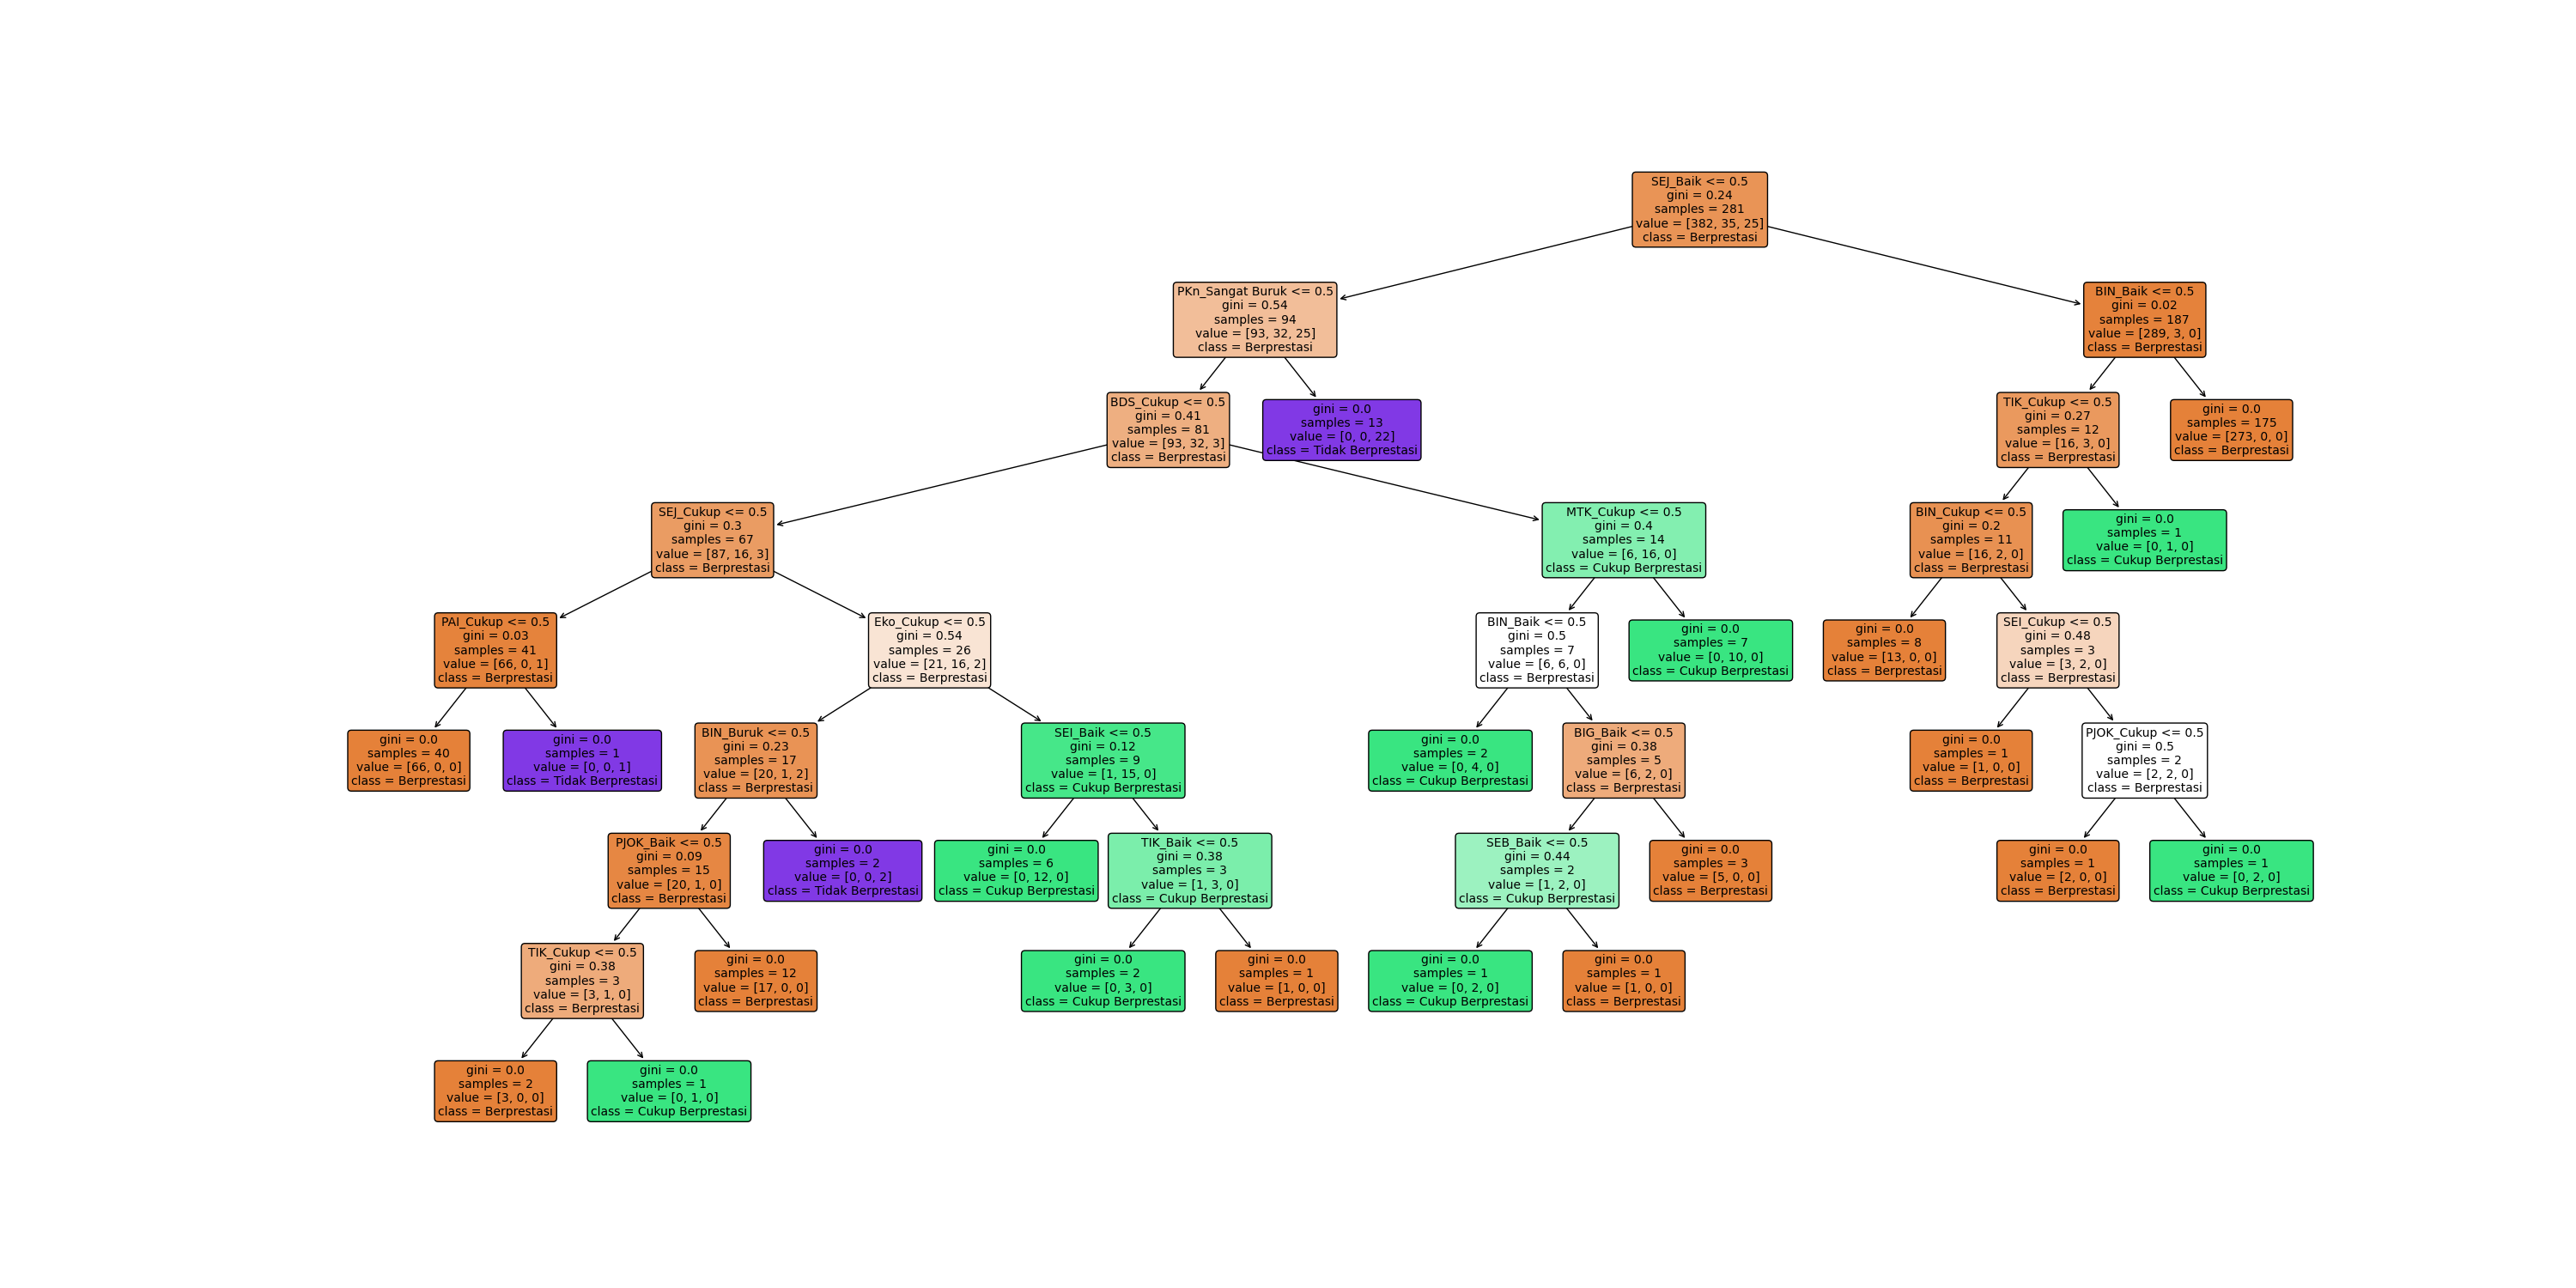 SEJ_Baik <= 0.5
gini = 0.24
samples = 281
value = [382, 35, 25]
class = Berprestasi
PKn_Sangat Buruk <= 0.5
gini = 0.54
samples = 94
value = [93, 32, 25]
class = Berprestasi
BIN_Baik <= 0.5
gini = 0.02
samples = 187
value = [289, 3, 0]
class = Berprestasi
BDS_Cukup <= 0.5
gini = 0.41
samples = 81
value = [93, 32, 3]
class = Berprestasi
gini = 0.0
samples = 13
value = [0, 0, 22]
class = Tidak Berprestasi
TIK_Cukup <= 0.5
gini = 0.27
samples = 12
value = [16, 3, 0]
class = Berprestasi
gini = 0.0
samples = 175
value = [273, 0, 0]
class = Berprestasi
SEJ_Cukup <= 0.5
gini = 0.3
samples = 67
value = [87, 16, 3]
class = Berprestasi
MTK_Cukup <= 0.5
gini = 0.4
samples = 14
value = [6, 16, 0]
class = Cukup Berprestasi
BIN_Cukup <= 0.5
gini = 0.2
samples = 11
value = [16, 2, 0]
class = Berprestasi
gini = 0.0
samples = 1
value = [0, 1, 0]
class = Cukup Berprestasi
PAI_Cukup <= 0.5
gini = 0.03
samples = 41
value = [66, 0, 1]
class = Berprestasi
Eko_Cukup <= 0.5
gini = 0.54
samples = 26
value = [21, 16, 2]
class = Berprestasi
BIN_Baik <= 0.5
gini = 0.5
samples = 7
value = [6, 6, 0]
class = Berprestasi
gini = 0.0
samples = 7
value = [0, 10, 0]
class = Cukup Berprestasi
gini = 0.0
samples = 8
value = [13, 0, 0]
class = Berprestasi
SEI_Cukup <= 0.5
gini = 0.48
samples = 3
value = [3, 2, 0]
class = Berprestasi
gini = 0.0
samples = 40
value = [66, 0, 0]
class = Berprestasi
gini = 0.0
samples = 1
value = [0, 0, 1]
class = Tidak Berprestasi
BIN_Buruk <= 0.5
gini = 0.23
samples = 17
value = [20, 1, 2]
class = Berprestasi
SEI_Baik <= 0.5
gini = 0.12
samples = 9
value = [1, 15, 0]
class = Cukup Berprestasi
gini = 0.0
samples = 2
value = [0, 4, 0]
class = Cukup Berprestasi
BIG_Baik <= 0.5
gini = 0.38
samples = 5
value = [6, 2, 0]
class = Berprestasi
gini = 0.0
samples = 1
value = [1, 0, 0]
class = Berprestasi
PJOK_Cukup <= 0.5
gini = 0.5
samples = 2
value = [2, 2, 0]
class = Berprestasi
PJOK_Baik <= 0.5
gini = 0.09
samples = 15
value = [20, 1, 0]
class = Berprestasi
gini = 0.0
samples = 2
value = [0, 0, 2]
class = Tidak Berprestasi
gini = 0.0
samples = 6
value = [0, 12, 0]
class = Cukup Berprestasi
TIK_Baik <= 0.5
gini = 0.38
samples = 3
value = [1, 3, 0]
class = Cukup Berprestasi
SEB_Baik <= 0.5
gini = 0.44
samples = 2
value = [1, 2, 0]
class = Cukup Berprestasi
gini = 0.0
samples = 3
value = [5, 0, 0]
class = Berprestasi
gini = 0.0
samples = 1
value = [2, 0, 0]
class = Berprestasi
gini = 0.0
samples = 1
value = [0, 2, 0]
class = Cukup Berprestasi
TIK_Cukup <= 0.5
gini = 0.38
samples = 3
value = [3, 1, 0]
class = Berprestasi
gini = 0.0
samples = 12
value = [17, 0, 0]
class = Berprestasi
gini = 0.0
samples = 2
value = [0, 3, 0]
class = Cukup Berprestasi
gini = 0.0
samples = 1
value = [1, 0, 0]
class = Berprestasi
gini = 0.0
samples = 1
value = [0, 2, 0]
class = Cukup Berprestasi
gini = 0.0
samples = 1
value = [1, 0, 0]
class = Berprestasi
gini = 0.0
samples = 2
value = [3, 0, 0]
class = Berprestasi
gini = 0.0
samples = 1
value = [0, 1, 0]
class = Cukup Berprestasi